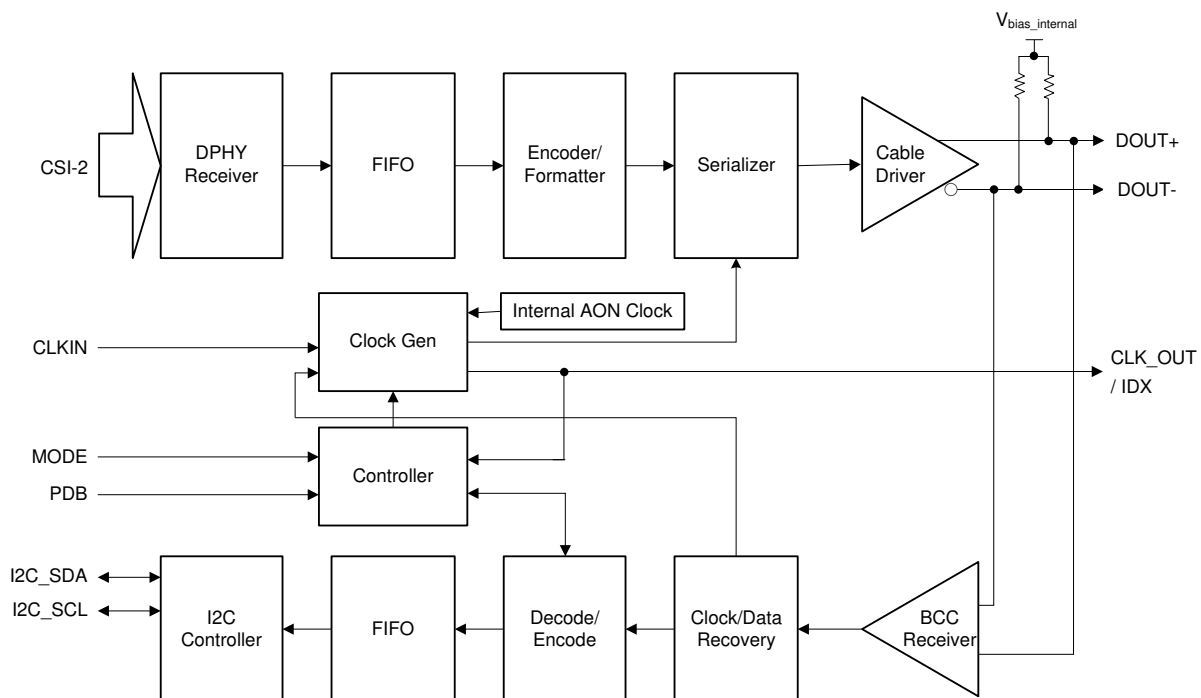 Vbias_internal
CSI-2
DPHY
Receiver
FIFO
Encoder/
Formatter
Serializer
Cable
Driver
DOUT+
DOUT-
Internal AON Clock
CLKIN
Clock Gen
CLK_OUT
/ IDX
MODE
PDB
Controller
I2C_SDA
I2C_SCL
I2C
Controller
FIFO
Decode/
Encode
Clock/Data
Recovery
BCC
Receiver